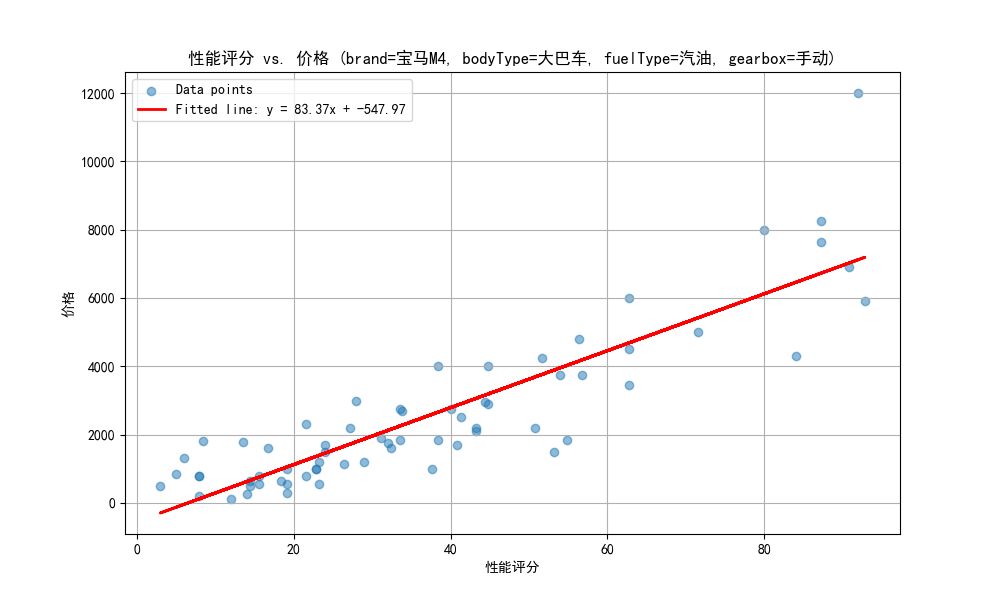 性能评分 vs. 价格 (brand=宝马M4, bodyType=大巴车, fuelType=汽油, gearbox=手动)
Data points
Fitted line: y = 83.37x + -547.97
12000
10000
8000
6000
4000
2000
0
价格
0 20 40 60 80
性能评分